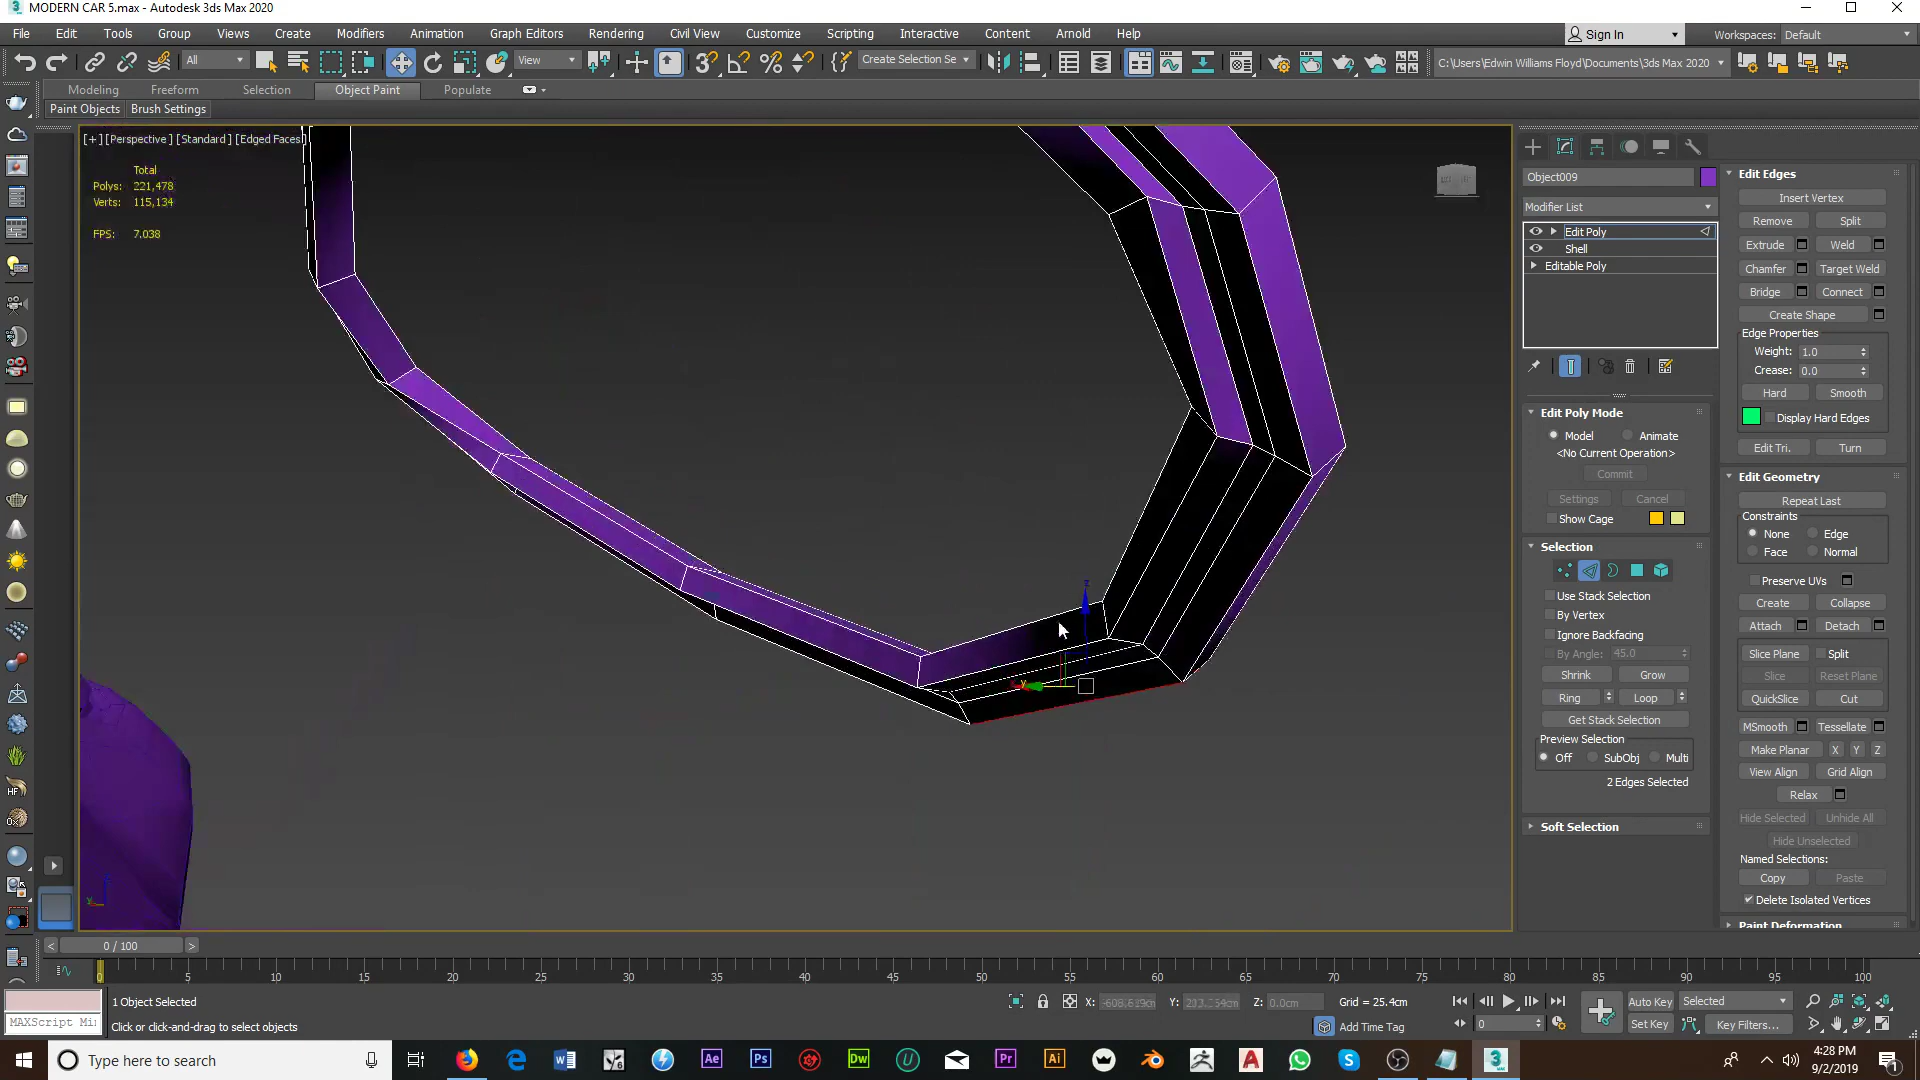 MODERN CAR 5.max - Autodesk 3ds Max 2020
File Edit Tools Group Views Create Modifiers Animation Graph Editors Rendering Civil View Customize Scripting Interactive Content Arnold Help
Sign In
Workspaces: Default
All
View
Create Selection Se
C:\Users\Edwin Williams Floyd\Documents\3ds Max 2020
Modeling Freeform Selection Object Paint Populate
Paint Objects Brush Settings
[+] [Perspective] [Standard] [Edged Faces]
Total
Polys: 221,478
Verts: 115,134
FPS: 7.038
Object009
Modifier List
Edit Poly
Shell
Editable Poly
Edit Poly Mode
Model Animate
<No Current Operation>
Commit
Settings Cancel
Show Cage
Selection
Use Stack Selection
By Vertex
Ignore Backfacing
By Angle: 45.0
Shrink Grow
Ring Loop
Get Stack Selection
Preview Selection
Off SubObj Multi
2 Edges Selected
Soft Selection
Edit Edges
Insert Vertex
Remove Split
Extrude Weld
Chamfer Target Weld
Bridge Connect
Create Shape
Edge Properties
Weight: 1.0
Crease: 0.0
Hard Smooth
Display Hard Edges
Edit Tri. Turn
Edit Geometry
Repeat Last
Constraints
None Edge
Face Normal
Preserve UVs
Create Collapse
Attach Detach
Slice Plane Split
Slice Reset Plane
QuickSlice Cut
MSmooth Tessellate
Make Planar X Y Z
View Align Grid Align
Relax
Hide Selected Unhide All
Hide Unselected
Named Selections:
Copy Paste
Delete Isolated Vertices
Paint Deformation
0 / 100
0 5 10 15 20 25 30 35 40 45 50 55 60 65 70 75 80 85 90 95 100
1 Object Selected
X: Y: Z: 0.0cm
Grid = 25.4cm
Auto Key Selected
MAXScript Mi
Click or click-and-drag to select objects
Add Time Tag
0
Set Key Key Filters...
Type here to search
4:28 PM
9/2/2019